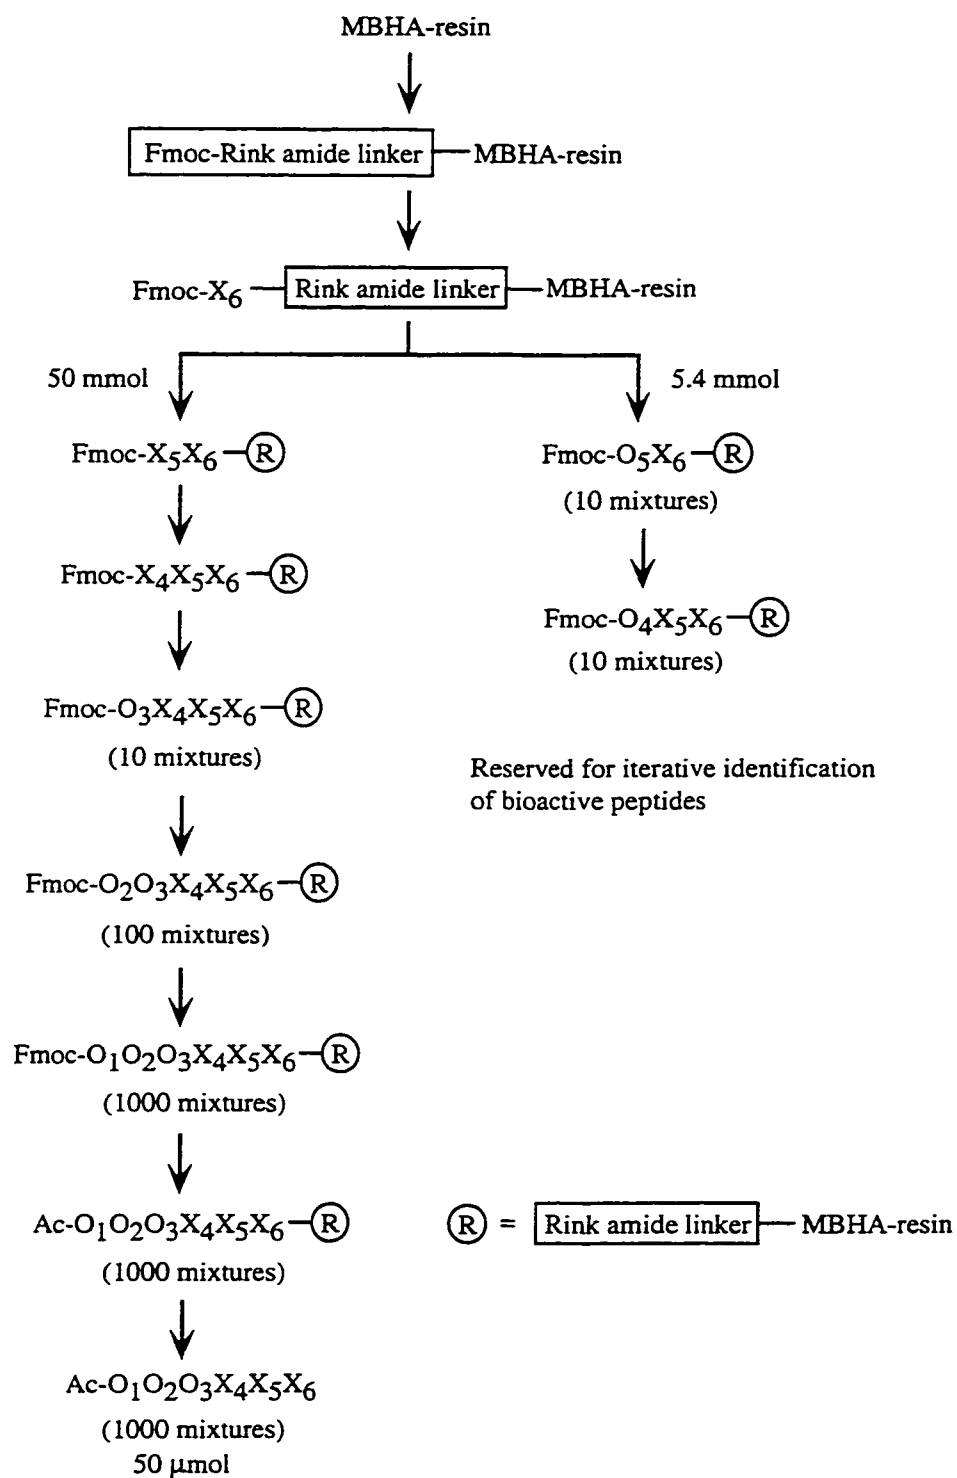 MBHA-resin
Fmoc-Rink amide linker MBHA-resin
Fmoc-X6 Rink amide linker MBHA-resin
50 mmol 5.4 mmol
Fmoc-X5X6 R Fmoc-O5X6 R
(10 mixtures)
Fmoc-X4X5X6 R
Fmoc-O4X5X6 R
(10 mixtures)
Fmoc-O3X4X5X6 R
(10 mixtures)
Reserved for iterative identification
of bioactive peptides
Fmoc-O2O3X4X5X6 R
(100 mixtures)
Fmoc-O1O2O3X4X5X6 R
(1000 mixtures)
Ac-O1O2O3X4X5X6 R
(1000 mixtures)
R = Rink amide linker MBHA-resin
Ac-O1O2O3X4X5X6
(1000 mixtures)
50 μmol